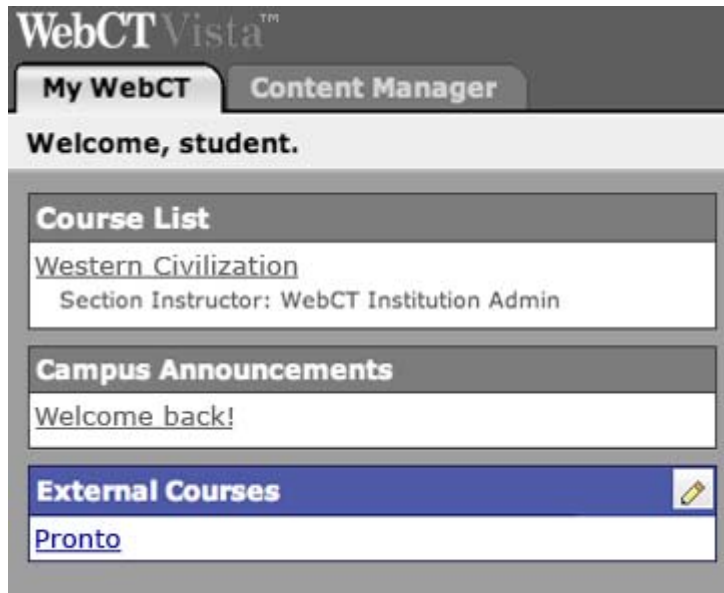 WebCT Vista™
My WebCT Content Manager
Welcome, student.
Course List
Western Civilization
Section Instructor: WebCT Institution Admin
Campus Announcements
Welcome back!
External Courses
Pronto